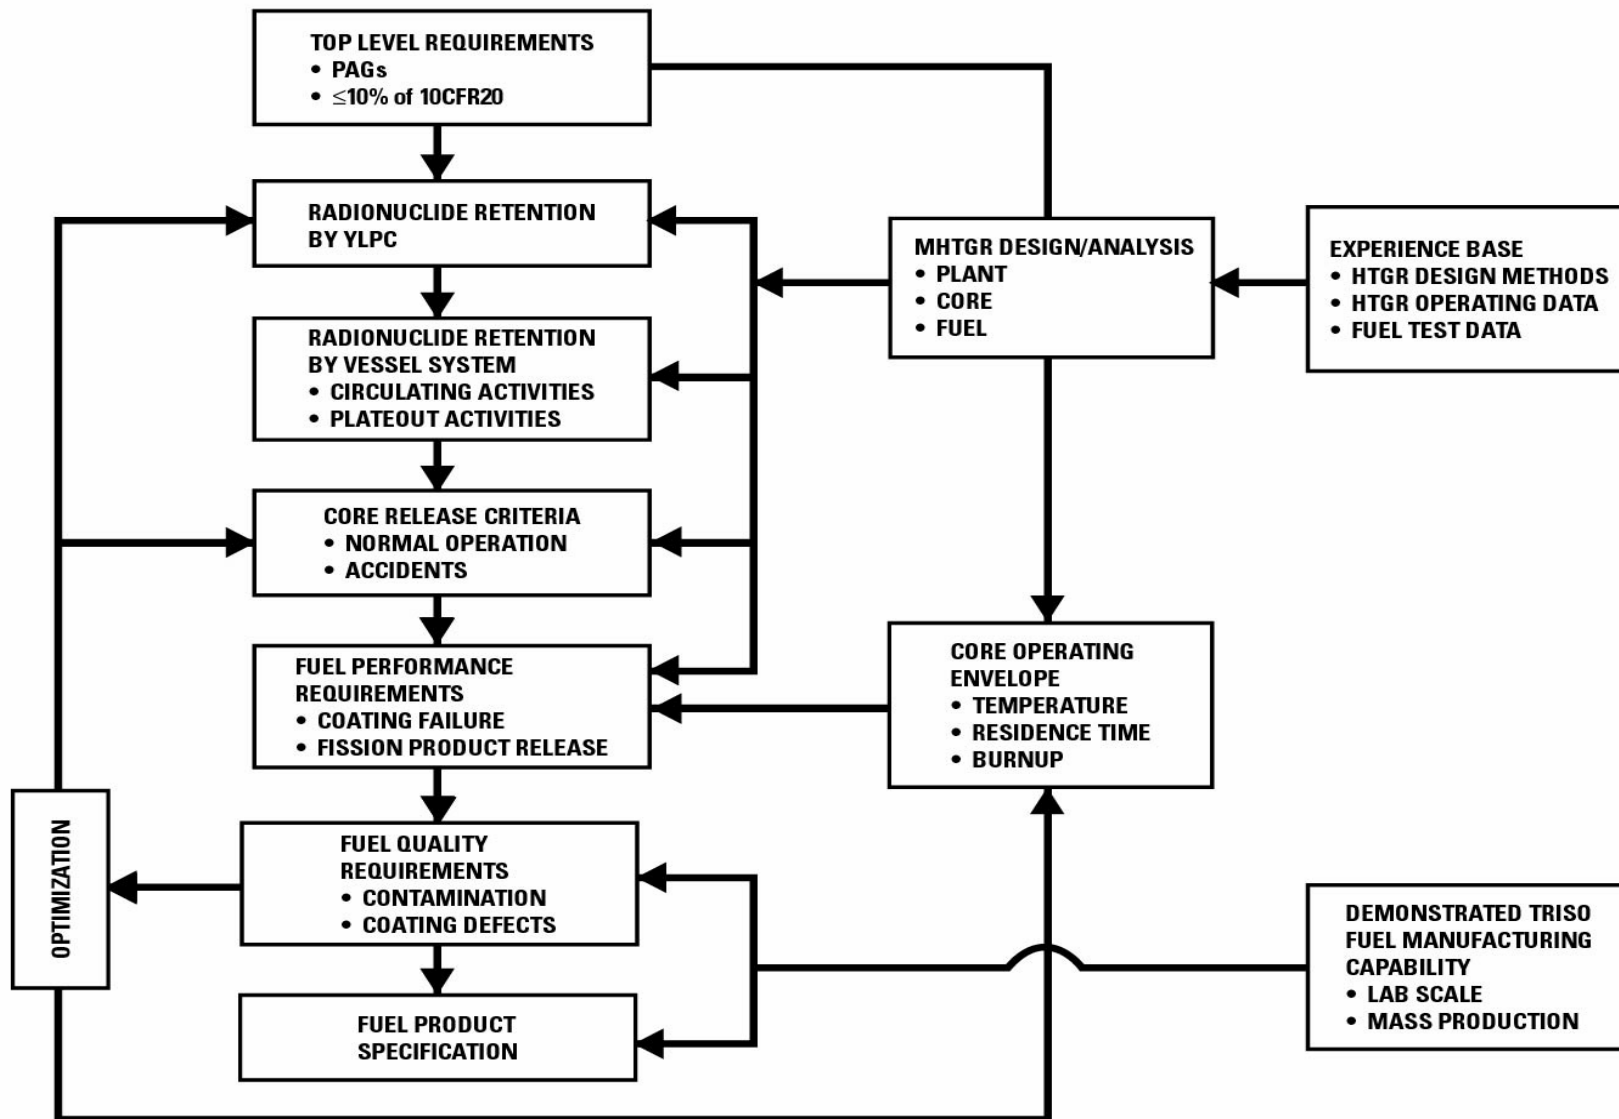 TOP LEVEL REQUIREMENTS
• PAGs
• ≤10% of 10CFR20
RADIONUCLIDE RETENTION
BY YLPC
RADIONUCLIDE RETENTION
BY VESSEL SYSTEM
• CIRCULATING ACTIVITIES
• PLATEOUT ACTIVITIES
CORE RELEASE CRITERIA
• NORMAL OPERATION
• ACCIDENTS
FUEL PERFORMANCE
REQUIREMENTS
• COATING FAILURE
• FISSION PRODUCT RELEASE
FUEL QUALITY
REQUIREMENTS
• CONTAMINATION
• COATING DEFECTS
FUEL PRODUCT
SPECIFICATION
OPTIMIZATION
MHTGR DESIGN/ANALYSIS
• PLANT
• CORE
• FUEL
EXPERIENCE BASE
• HTGR DESIGN METHODS
• HTGR OPERATING DATA
• FUEL TEST DATA
CORE OPERATING
ENVELOPE
• TEMPERATURE
• RESIDENCE TIME
• BURNUP
DEMONSTRATED TRISO
FUEL MANUFACTURING
CAPABILITY
• LAB SCALE
• MASS PRODUCTION